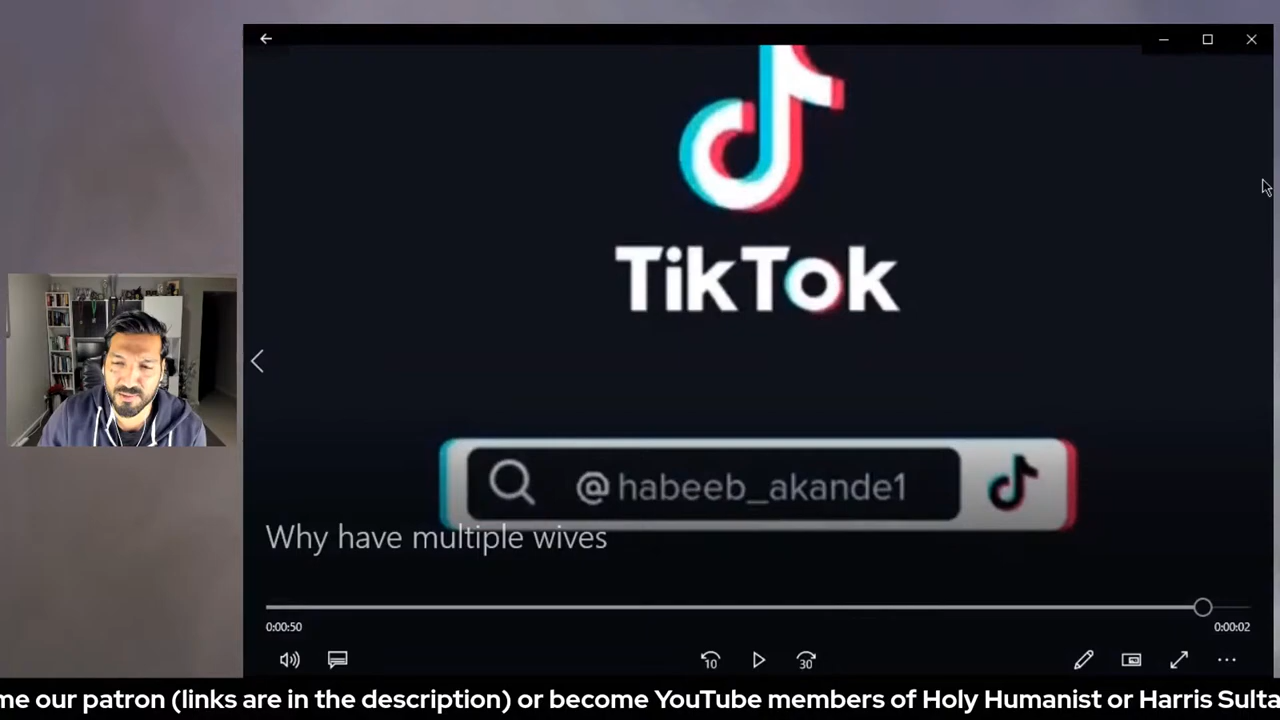 TikTok
@habeeb_akande1
Why have multiple wives
0:00:50
0:00:02
10
30
me our patron (links are in the description) or become YouTube members of Holy Humanist or Harris Sulta